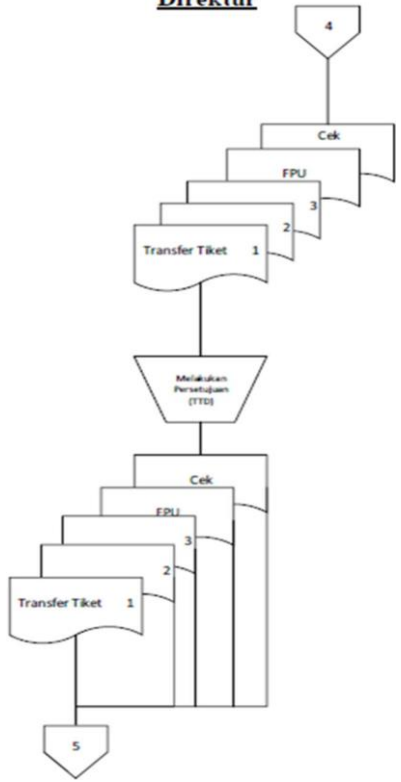 Direktur
4
Cek
FPU
3
2
Transfer Tiket 1
Melakukan
Persetujuan
(TTD)
Cek
FPU
3
2
Transfer Tiket 1
5